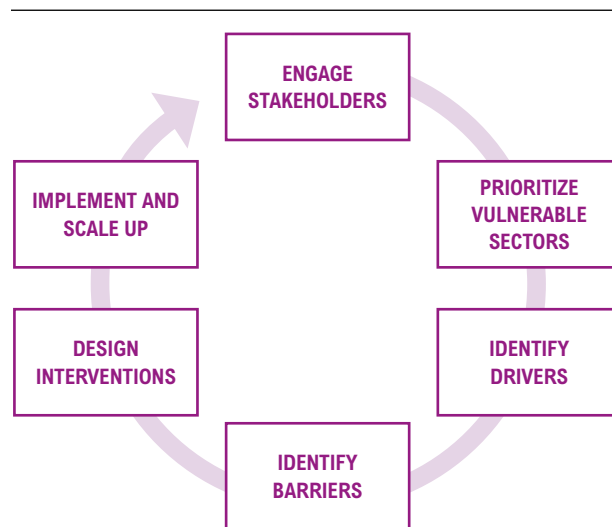 ENGAGE
STAKEHOLDERS
PRIORITIZE
VULNERABLE
SECTORS
IDENTIFY
DRIVERS
IDENTIFY
BARRIERS
DESIGN
INTERVENTIONS
IMPLEMENT AND
SCALE UP